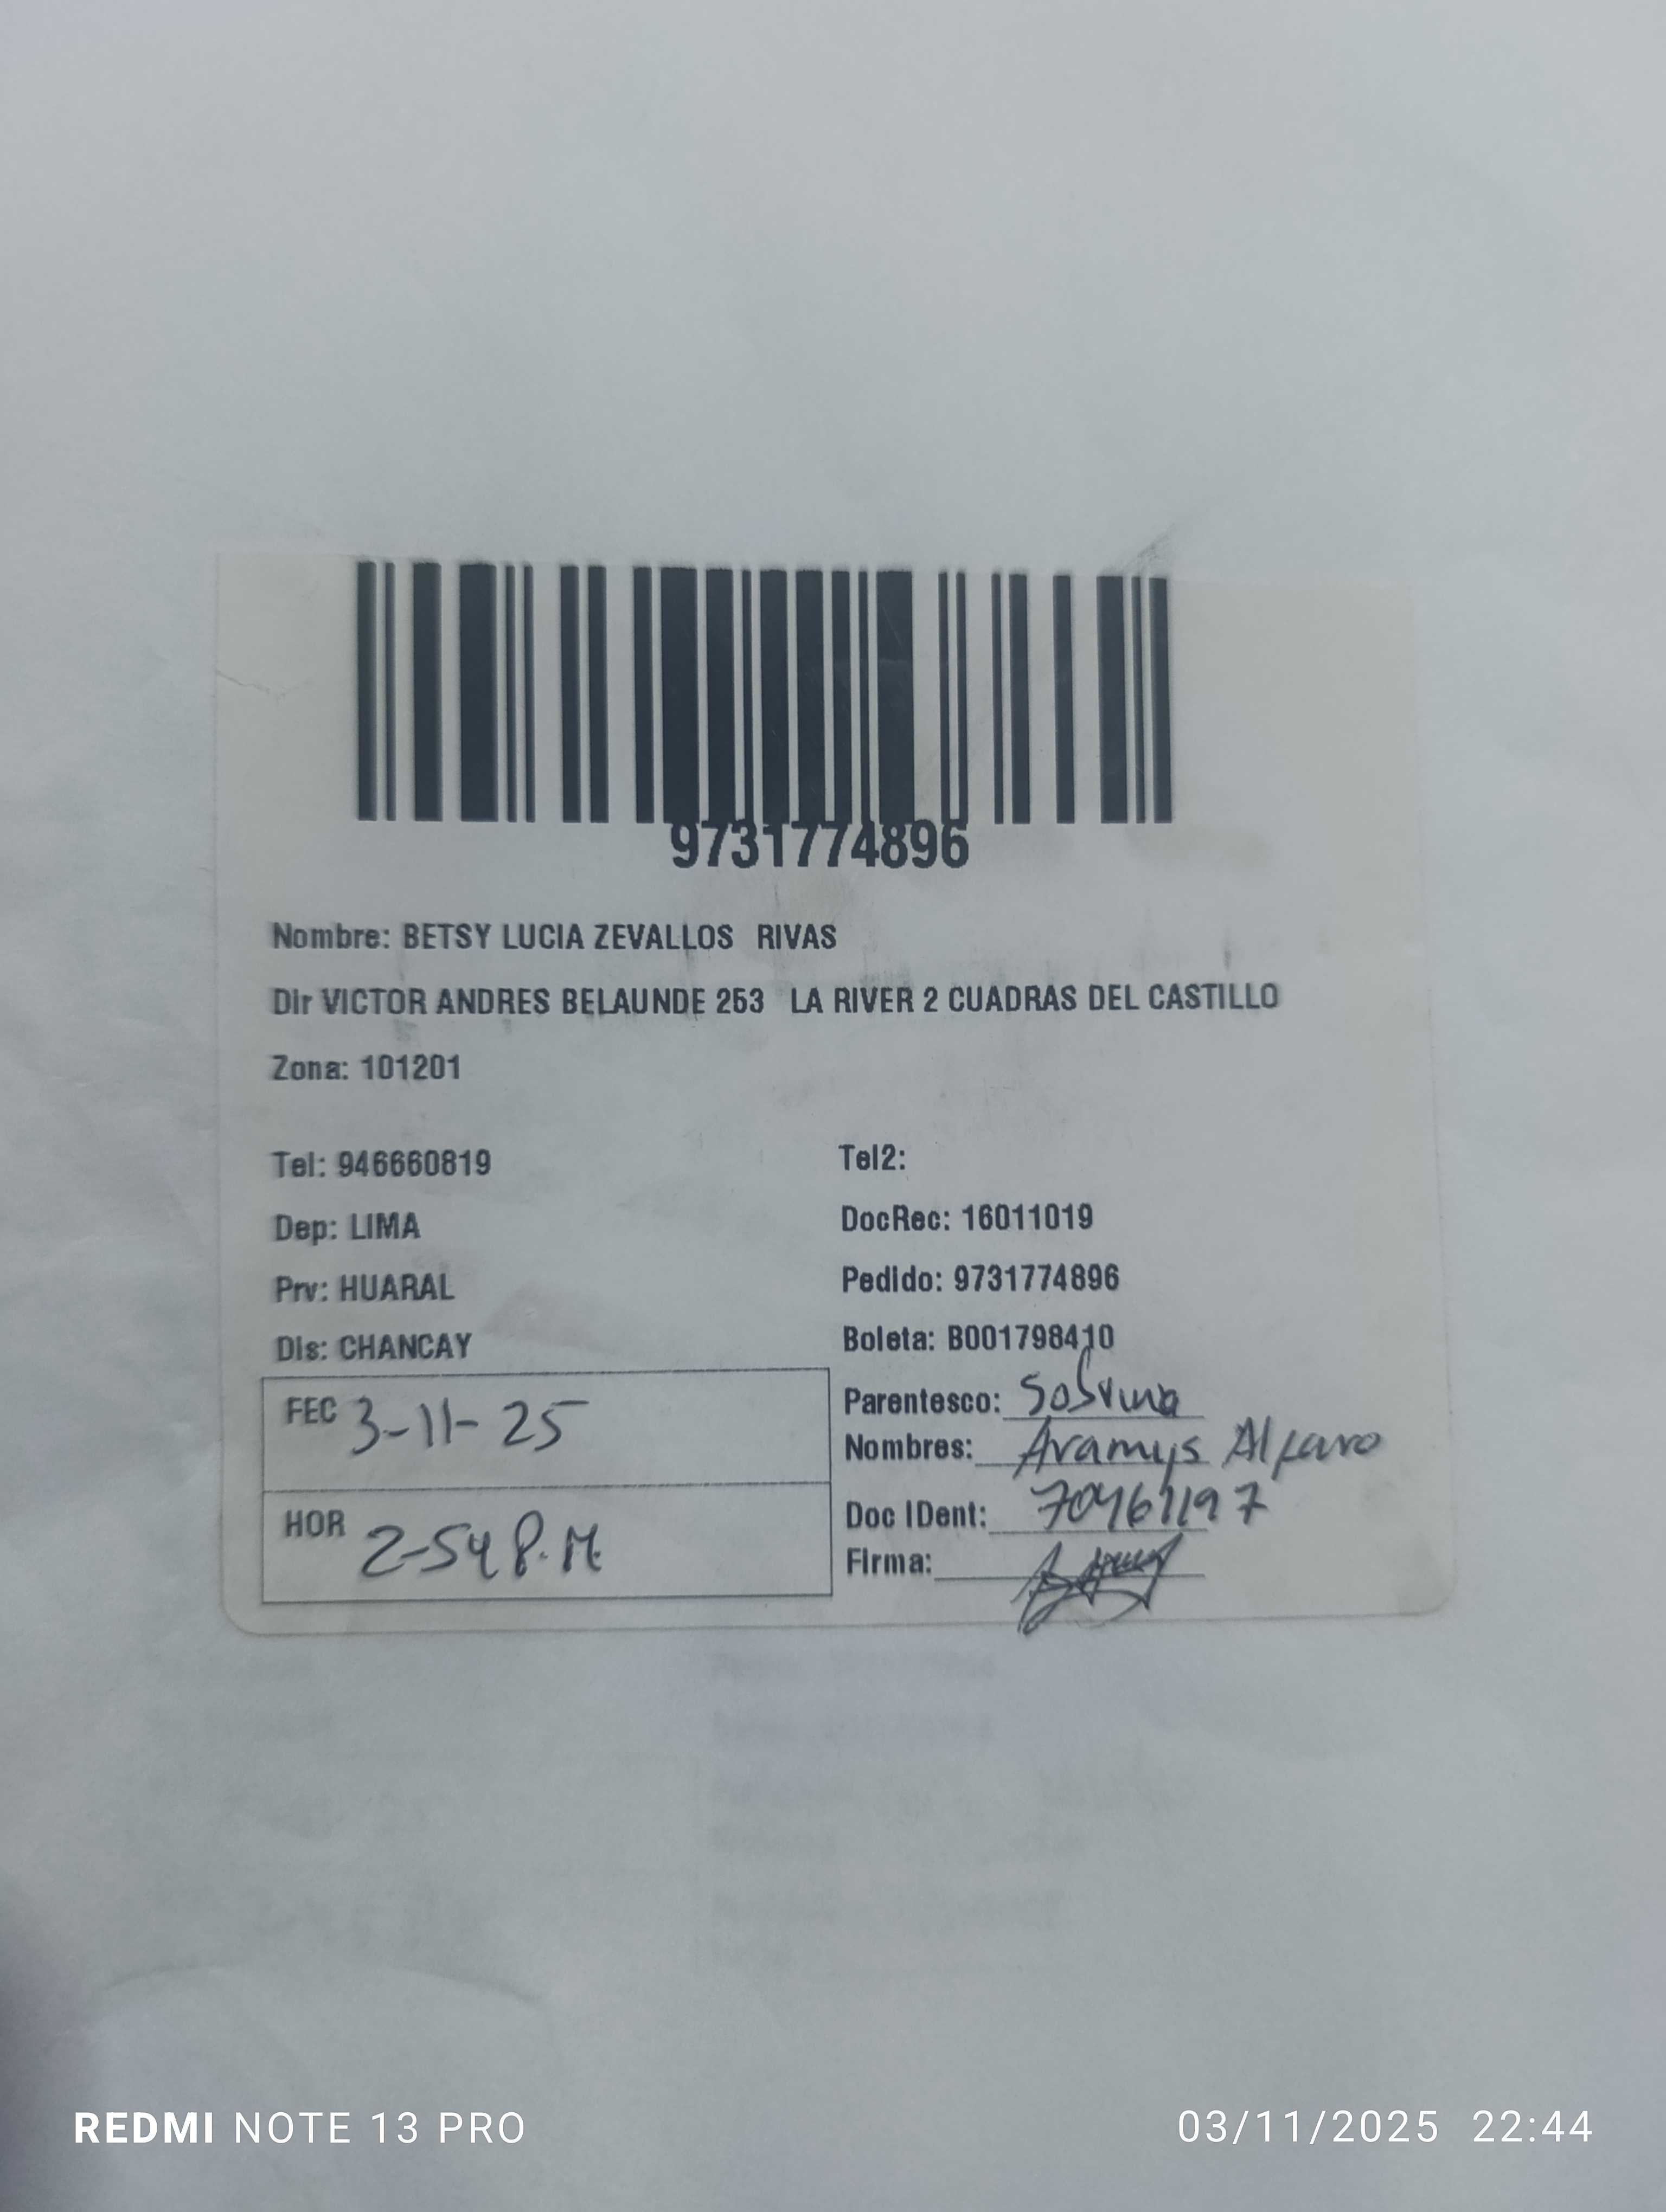 9731774896
Nombre: BETSY LUCIA ZEVALLOS RIVAS
Dir VICTOR ANDRES BELAUNDE 253 LA RIVER 2 CUADRAS DEL CASTILLO
Zona: 101201
Tel: 946660819
Tel2:
Dep: LIMA
DocRec: 16011019
Prv: HUARAL
Pedido: 9731774896
Dis: CHANCAY
Boleta: B001798410
FEC 3-11-25
Parentesco: Sobrina
Nombres: Aramys Alfaro
HOR 2-54 P.M.
Doc IDent: 70461197
Firma:
REDMI NOTE 13 PRO
03/11/2025 22:44